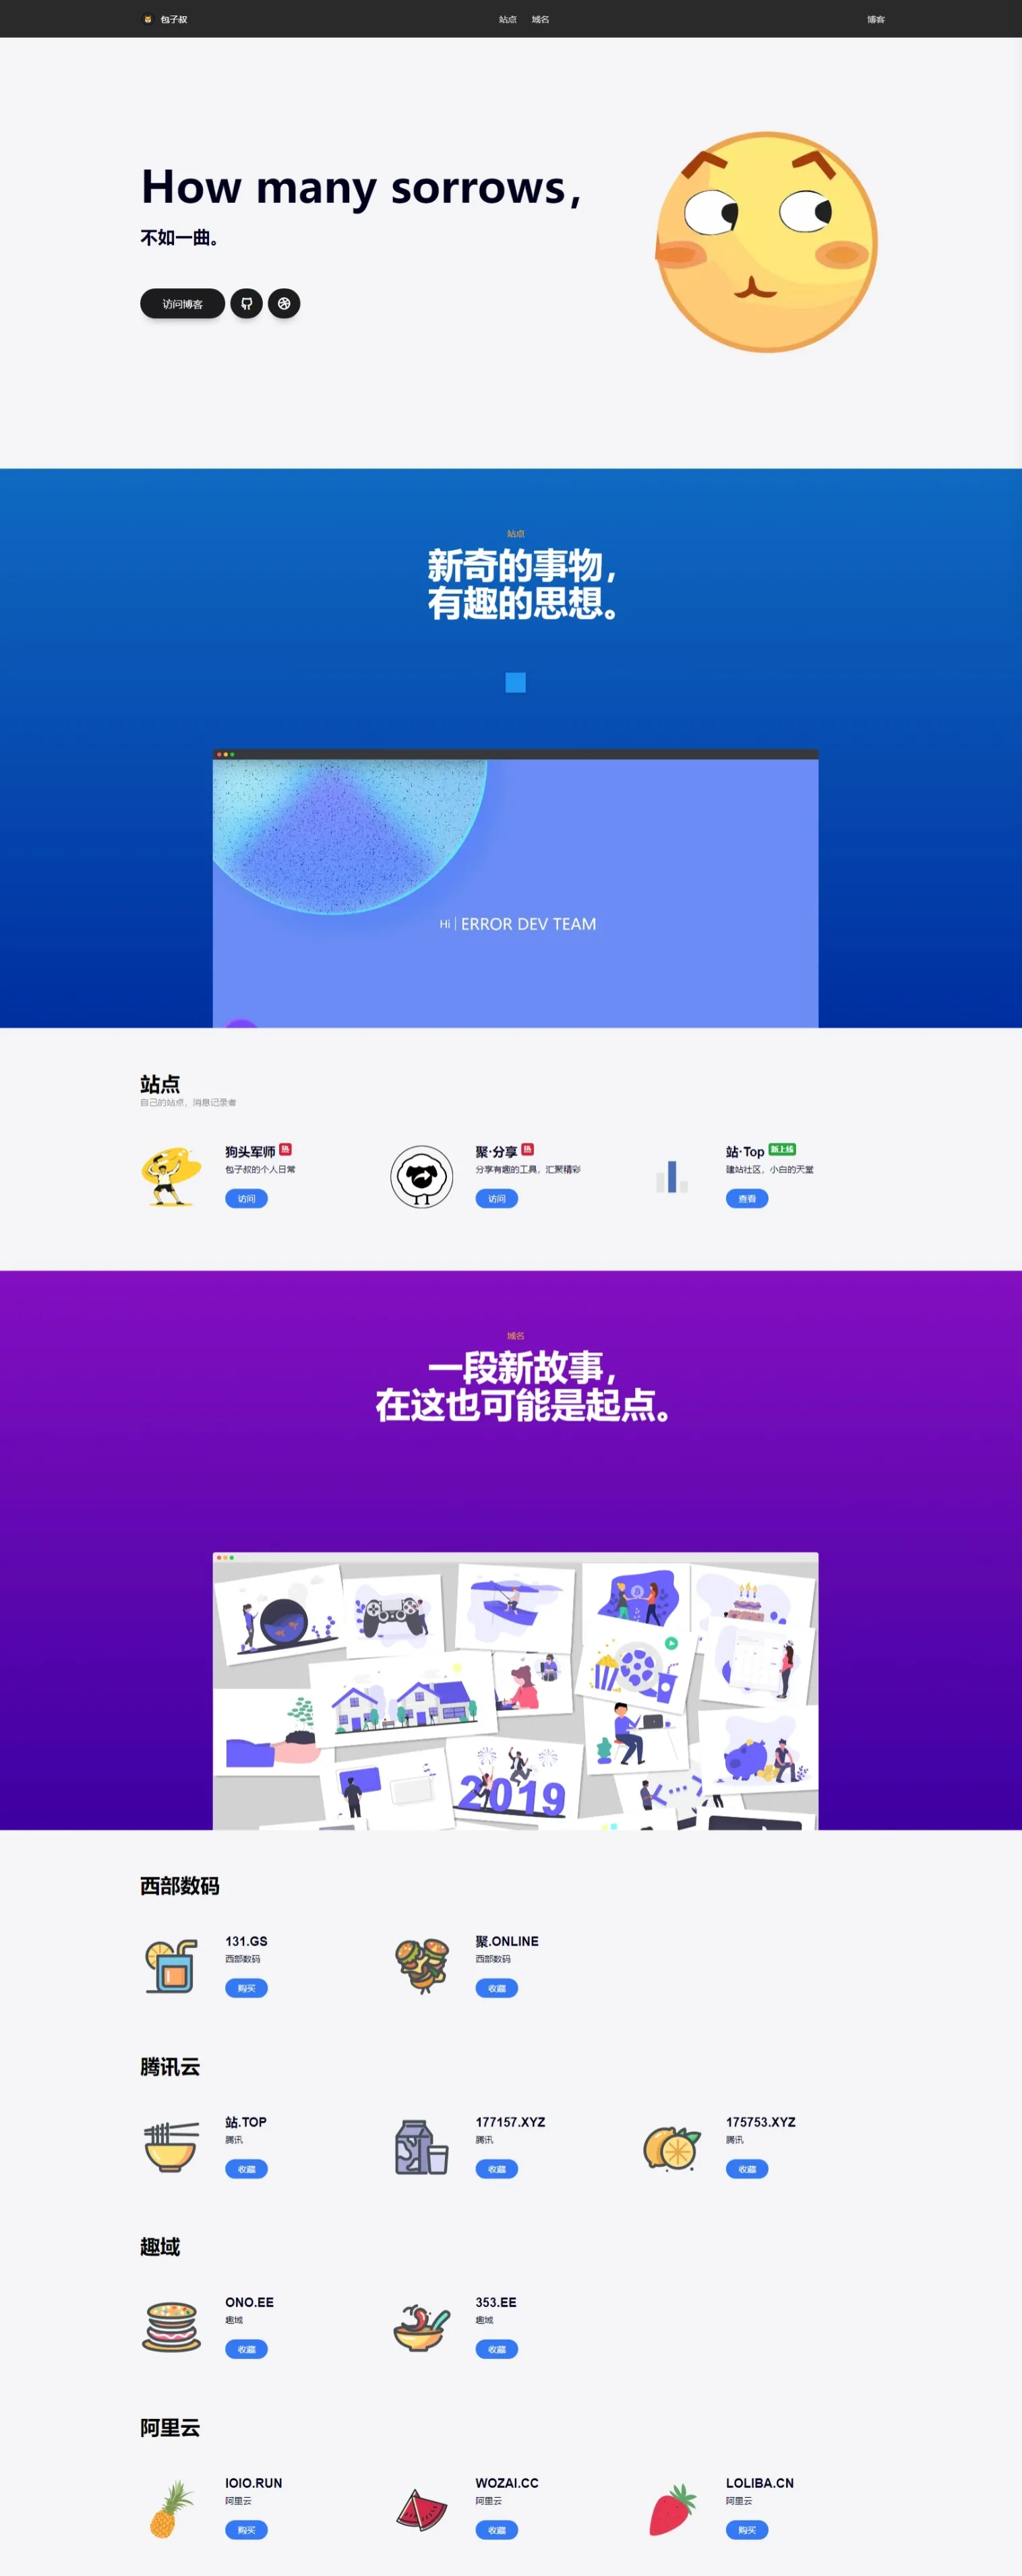 包子叔
站点 域名
博客
How many sorrows，
不如一曲。
访问博客
站点
新奇的事物，
有趣的思想。
Hi | ERROR DEV TEAM
站点
自己的站点，消息记录者
狗头军师 热
包子叔的个人日常
访问
聚·分享 热
分享有趣的工具，汇聚精彩
访问
站·Top 新上线
建站社区，小白的天堂
查看
域名
一段新故事，
在这也可能是起点。
2019
西部数码
131.GS
西部数码
购买
聚.ONLINE
西部数码
收藏
腾讯云
站.TOP
腾讯
收藏
177157.XYZ
腾讯
收藏
175753.XYZ
腾讯
收藏
趣域
ONO.EE
趣域
收藏
353.EE
趣域
收藏
阿里云
IOIO.RUN
阿里云
购买
WOZAI.CC
阿里云
收藏
LOLIBA.CN
阿里云
购买